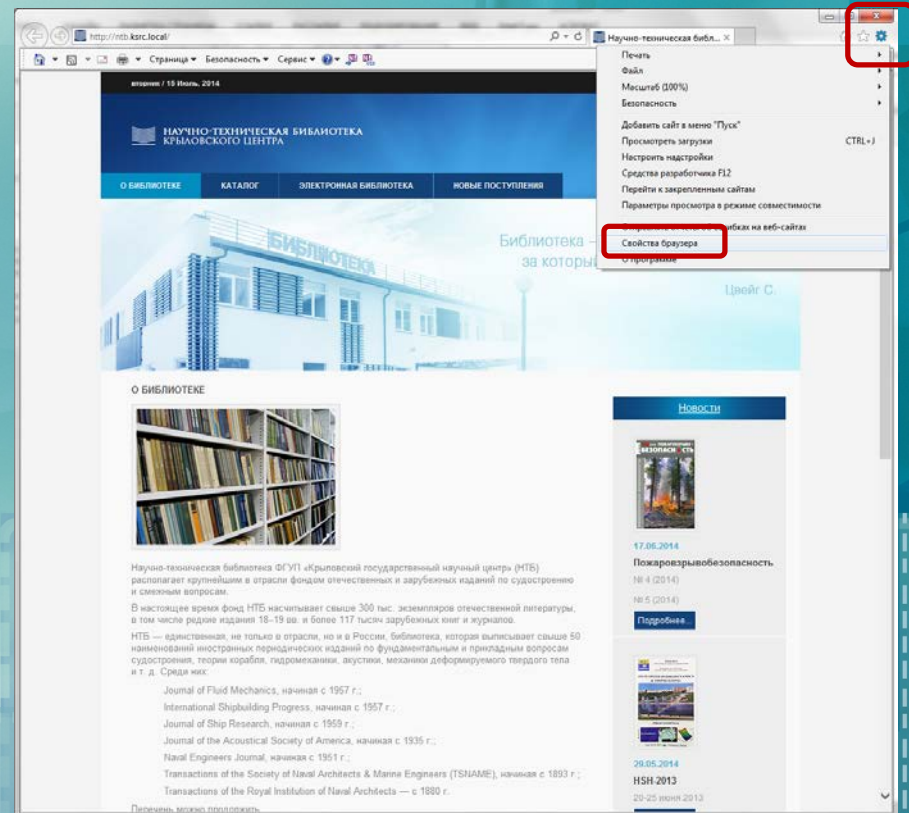 http://ntb.ksrc.local/
Научно-техническая библ...
Страница Безопасность Сервис
вторник / 15 Июль, 2014
НАУЧНО-ТЕХНИЧЕСКАЯ БИБЛИОТЕКА
КРЫЛОВСКОГО ЦЕНТРА
О БИБЛИОТЕКЕ КАТАЛОГ ЭЛЕКТРОННАЯ БИБЛИОТЕКА НОВЫЕ ПОСТУПЛЕНИЯ
Печать
Файл
Масштаб (100%)
Безопасность
Добавить сайт в меню "Пуск"
Просмотреть загрузки CTRL+J
Настроить надстройки
Средства разработчика F12
Перейти к закрепленным сайтам
Параметры просмотра в режиме совместимости
на веб-сайтах
Свойства браузера
О программе
БИБЛИОТЕКА
Библиотека –
за который
Цвейг С.
О БИБЛИОТЕКЕ
Научно-техническая библиотека ФГУП «Крыловский государственный научный центр» (НТБ)
располагает крупнейшим в отрасли фондом отечественных и зарубежных изданий по судостроению
и смежным вопросам.
В настоящее время фонд НТБ насчитывает свыше 300 тыс. экземпляров отечественной литературы,
в том числе редкие издания 18–19 вв. и более 117 тысяч зарубежных книг и журналов.
НТБ — единственная, не только в отрасли, но и в России, библиотека, которая выписывает свыше 50
наименований иностранных периодических изданий по фундаментальным и прикладным вопросам
судостроения, теории корабля, гидромеханики, акустики, механики деформируемого твердого тела
и т. д. Среди них:
Journal of Fluid Mechanics, начиная с 1957 г.;
International Shipbuilding Progress, начиная с 1957 г.;
Journal of Ship Research, начиная с 1959 г.;
Journal of the Acoustical Society of America, начиная с 1935 г.;
Naval Engineers Journal, начиная с 1951 г.;
Transactions of the Society of Naval Architects & Marine Engineers (TSNAME), начиная с 1893 г.;
Transactions of the Royal Institution of Naval Architects — с 1880 г.
Перечень можно продолжить.
Новости
17.06.2014
Пожаровзрывобезопасность
№ 4 (2014)
№ 5 (2014)
Подробнее...
29.05.2014
HSH-2013
20-25 июня 2013